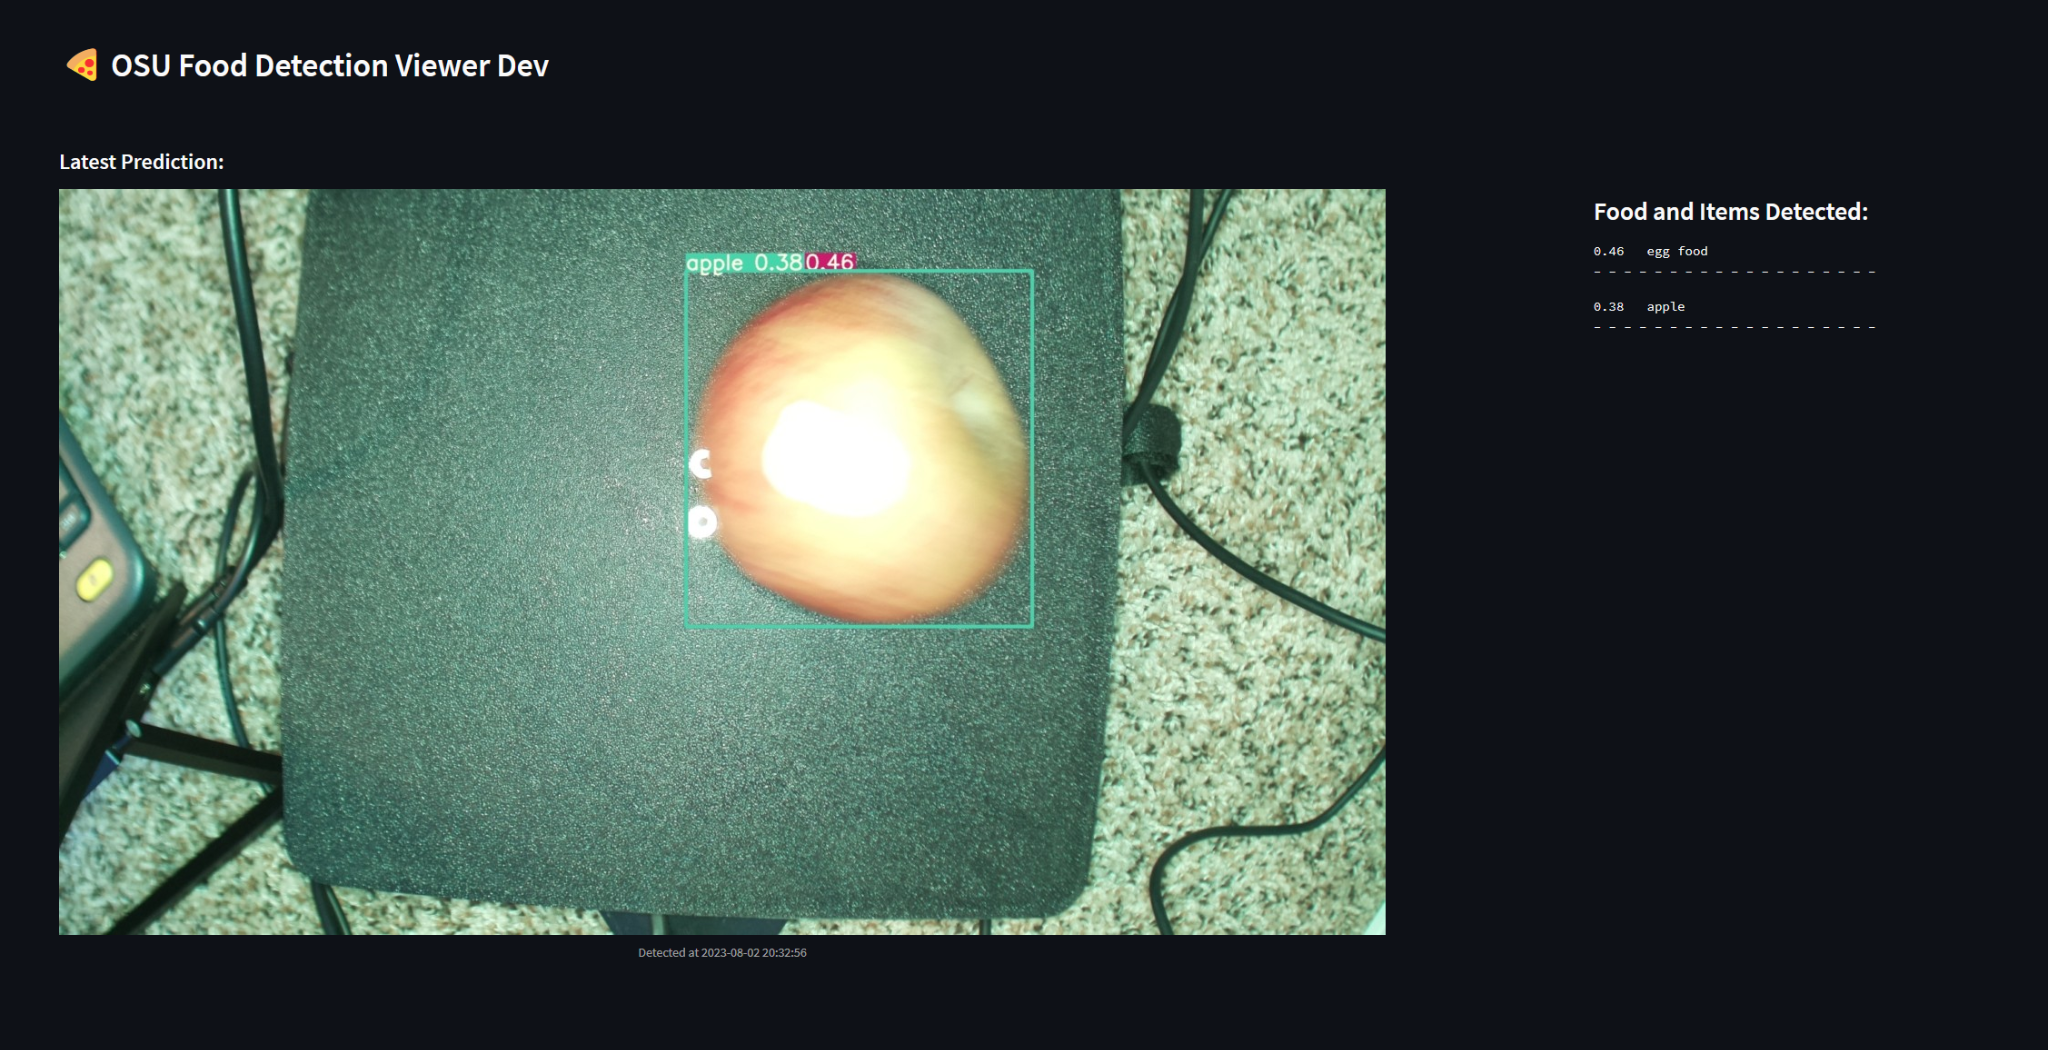 OSU Food Detection Viewer Dev
Latest Prediction:
apple 0.38 0.46
Detected at 2023-08-02 20:32:56
Food and Items Detected:
0.46 egg food
- - - - - - - - - - - - - - - - - - -
0.38 apple
- - - - - - - - - - - - - - - - - - -